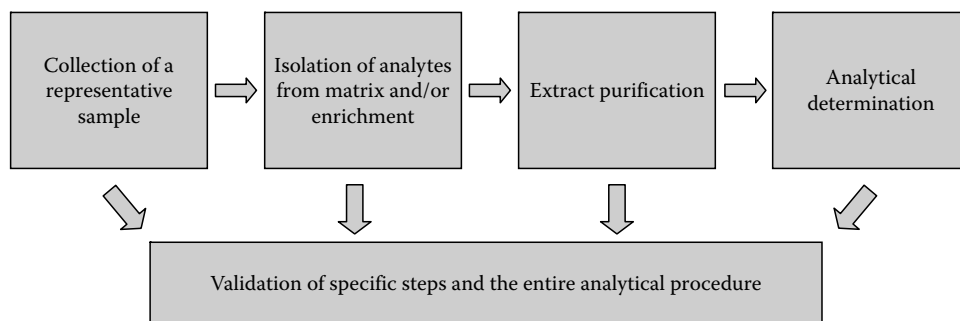 Collection of a
representative
sample
Isolation of analytes
from matrix and/or
enrichment
Extract purification
Analytical
determination
Validation of specific steps and the entire analytical procedure